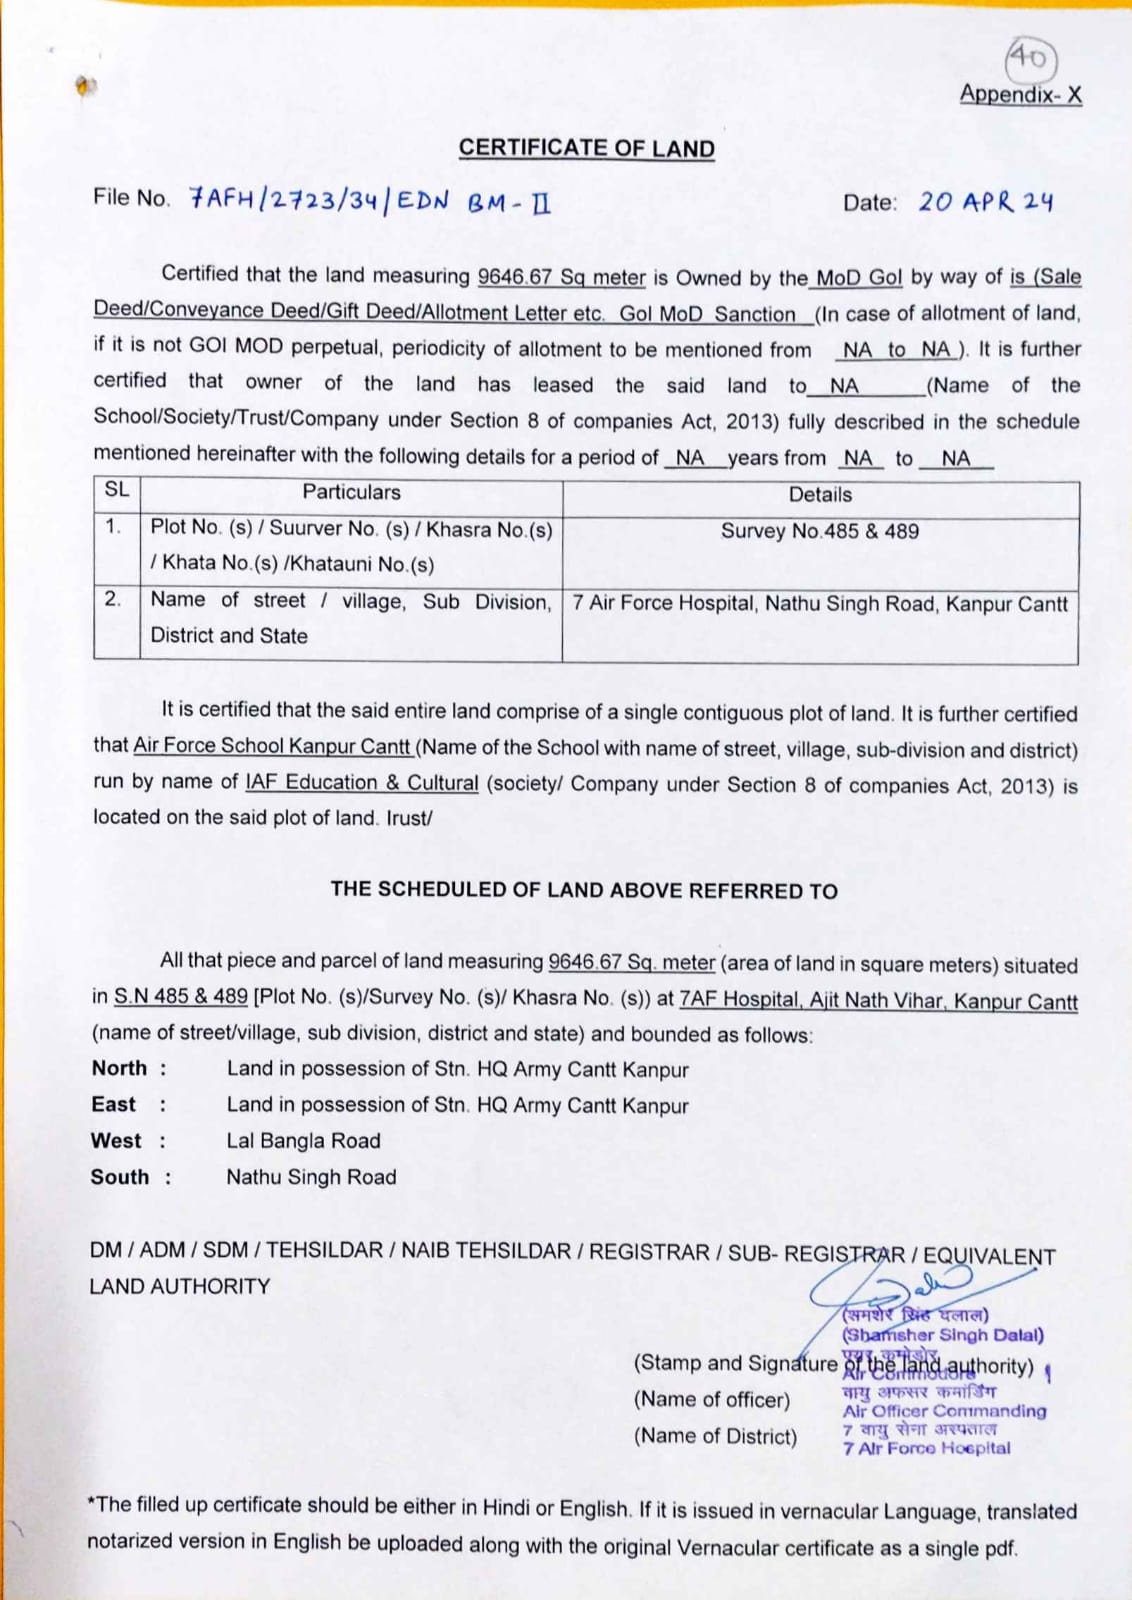 40
Appendix- X
CERTIFICATE OF LAND
File No. 7AFH/2723/34/EDN BM-II Date: 20 APR 24
Certified that the land measuring 9646.67 Sq meter is Owned by the MoD GoI by way of is (Sale
Deed/Conveyance Deed/Gift Deed/Allotment Letter etc. GoI MoD Sanction (In case of allotment of land,
if it is not GOI MOD perpetual, periodicity of allotment to be mentioned from NA to NA ). It is further
certified that owner of the land has leased the said land to NA (Name of the
School/Society/Trust/Company under Section 8 of companies Act, 2013) fully described in the schedule
mentioned hereinafter with the following details for a period of NA years from NA to NA
SL Particulars Details
1. Plot No. (s) / Suurver No. (s) / Khasra No.(s) Survey No.485 & 489
/ Khata No.(s) /Khatauni No.(s)
2. Name of street / village, Sub Division, 7 Air Force Hospital, Nathu Singh Road, Kanpur Cantt
District and State
It is certified that the said entire land comprise of a single contiguous plot of land. It is further certified
that Air Force School Kanpur Cantt (Name of the School with name of street, village, sub-division and district)
run by name of IAF Education & Cultural (society/ Company under Section 8 of companies Act, 2013) is
located on the said plot of land. Irust/
THE SCHEDULED OF LAND ABOVE REFERRED TO
All that piece and parcel of land measuring 9646.67 Sq. meter (area of land in square meters) situated
in S.N 485 & 489 [Plot No. (s)/Survey No. (s)/ Khasra No. (s)) at 7AF Hospital, Ajit Nath Vihar, Kanpur Cantt
(name of street/village, sub division, district and state) and bounded as follows:
North : Land in possession of Stn. HQ Army Cantt Kanpur
East : Land in possession of Stn. HQ Army Cantt Kanpur
West : Lal Bangla Road
South : Nathu Singh Road
DM / ADM / SDM / TEHSILDAR / NAIB TEHSILDAR / REGISTRAR / SUB- REGISTRAR / EQUIVALENT
LAND AUTHORITY
(समशेर सिंह दलाल)
(Shamsher Singh Dalal)
एयर कमोडोर
(Stamp and Signature of the land authority)
Air Commodore
वायु अफसर कमांडिंग
(Name of officer)
Air Officer Commanding
7 वायु सेना अस्पताल
(Name of District)
7 Air Force Hospital
*The filled up certificate should be either in Hindi or English. If it is issued in vernacular Language, translated
notarized version in English be uploaded along with the original Vernacular certificate as a single pdf.